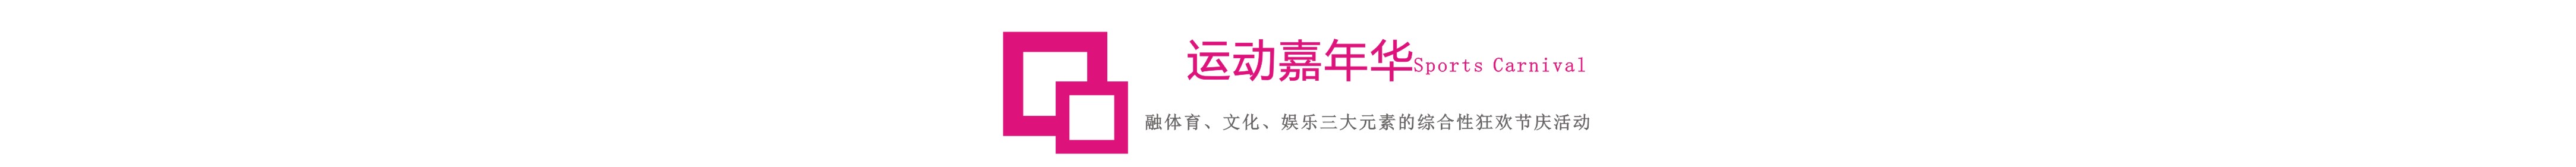 运动嘉年华Sports Carnival
融体育、文化、娱乐三大元素的综合性狂欢节庆活动